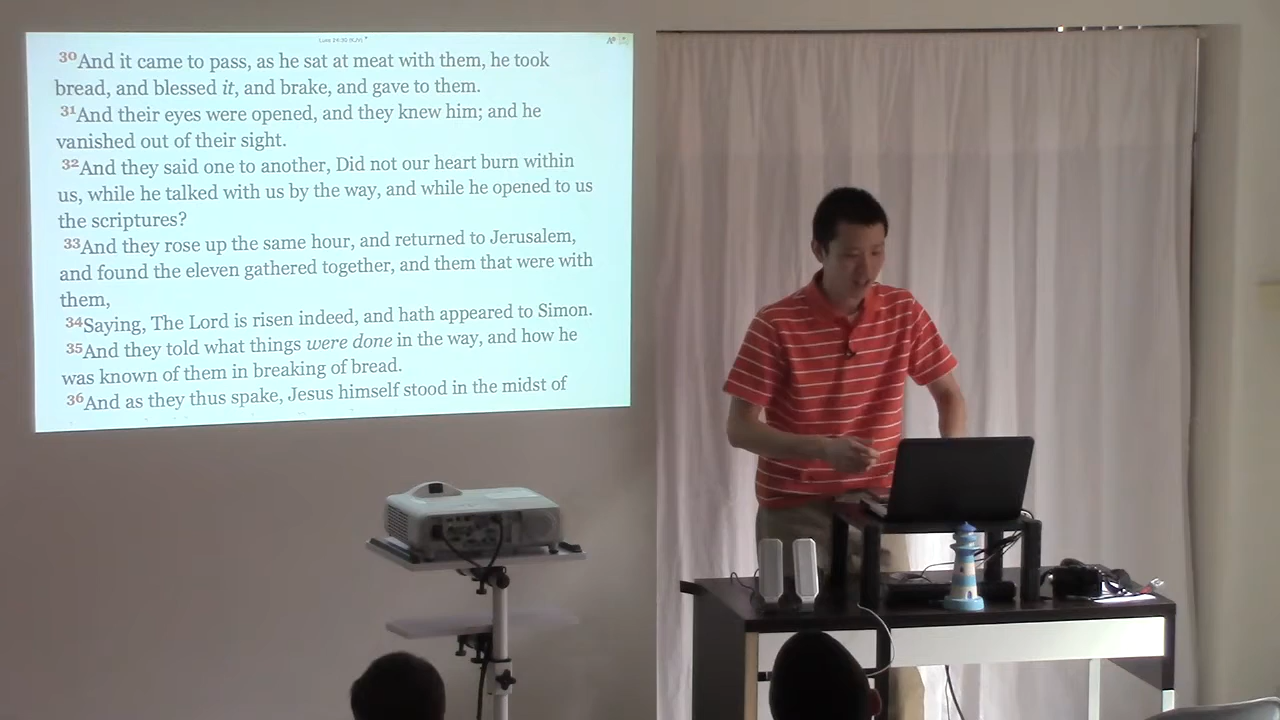 Luke 24:30 (KJV)
30And it came to pass, as he sat at meat with them, he took
bread, and blessed it, and brake, and gave to them.
31And their eyes were opened, and they knew him; and he
vanished out of their sight.
32And they said one to another, Did not our heart burn within
us, while he talked with us by the way, and while he opened to us
the scriptures?
33And they rose up the same hour, and returned to Jerusalem,
and found the eleven gathered together, and them that were with
them,
34Saying, The Lord is risen indeed, and hath appeared to Simon.
35And they told what things were done in the way, and how he
was known of them in breaking of bread.
36And as they thus spake, Jesus himself stood in the midst of